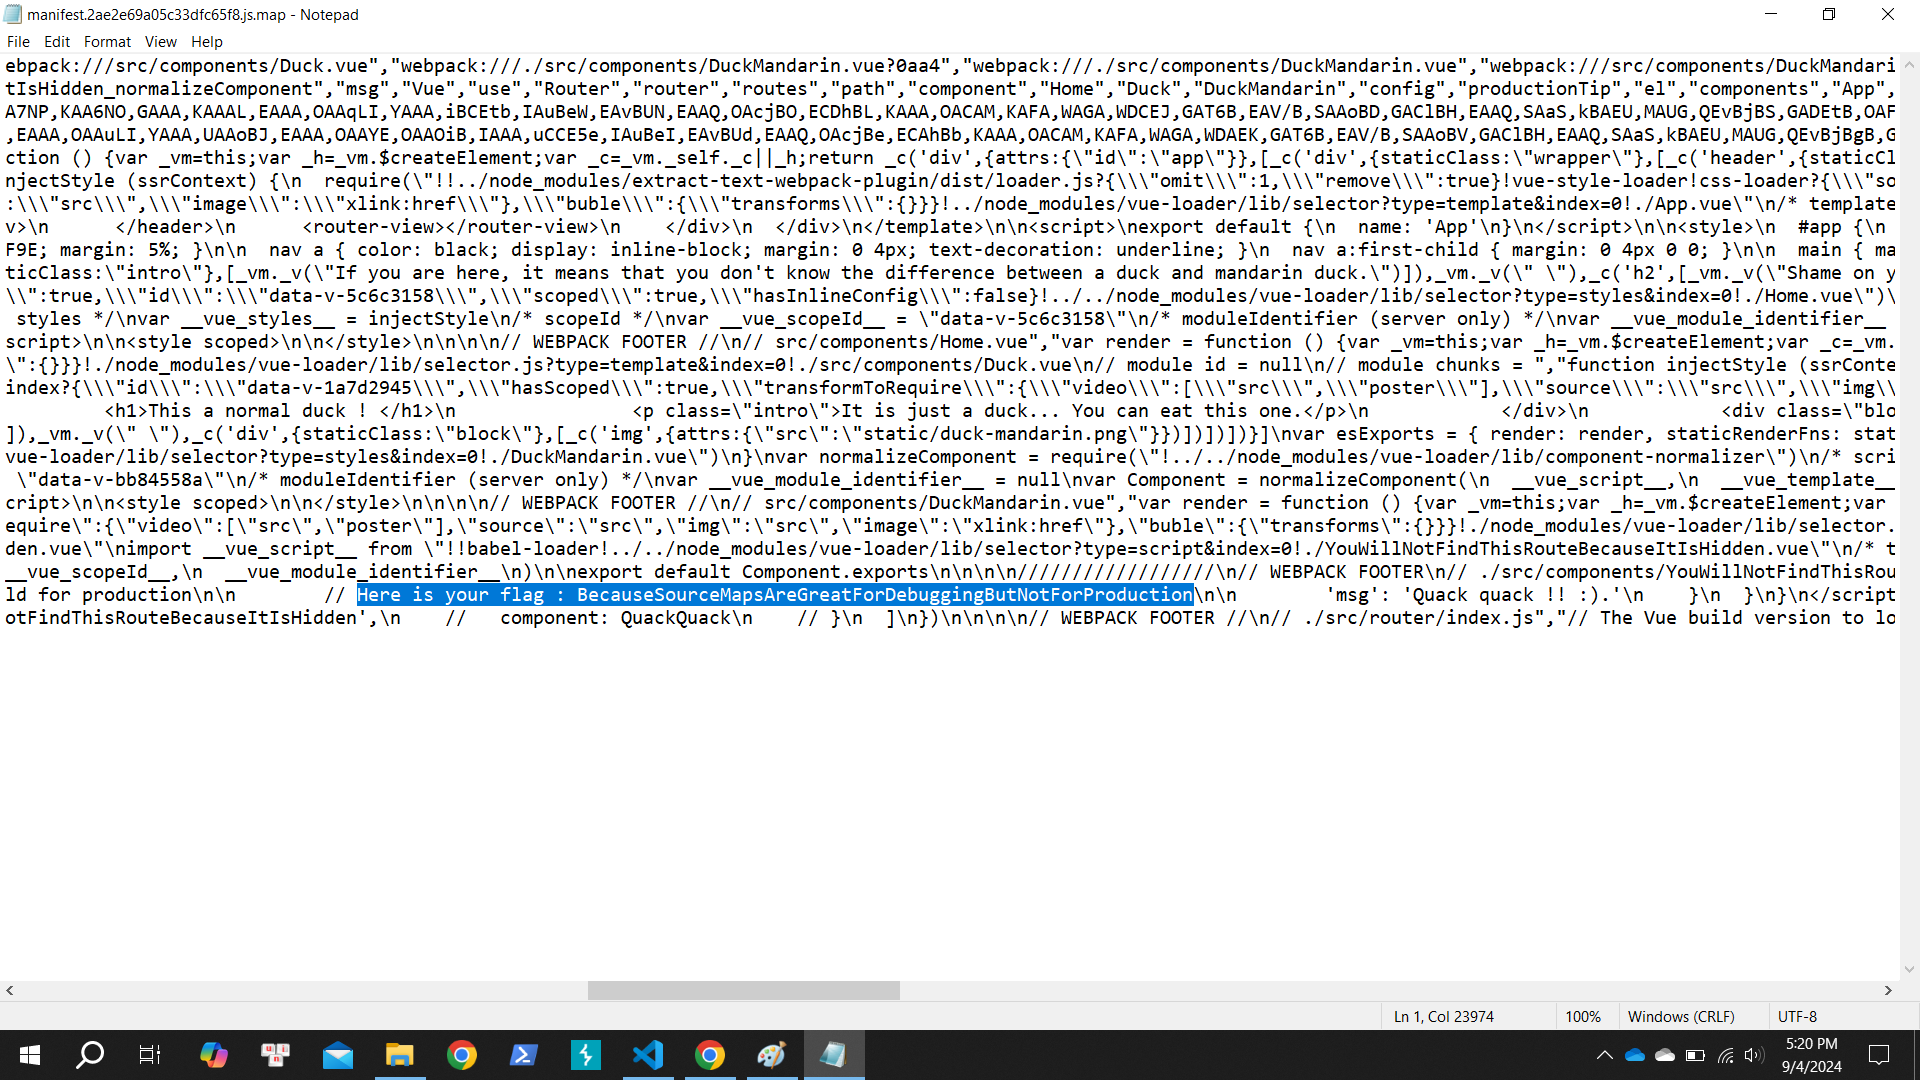 manifest.2ae2e69a05c33dfc65f8.js.map - Notepad
File Edit Format View Help
ebpack:///src/components/Duck.vue","webpack:///./src/components/DuckMandarin.vue?0aa4","webpack:///./src/components/DuckMandarin.vue","webpack:///src/components/DuckMandari
tIsHidden_normalizeComponent","msg","Vue","use","Router","router","routes","path","component","Home","Duck","DuckMandarin","config","productionTip","el","components","App",
A7NP,KAA6NO,GAAA,KAAAL,EAAA,OAAqLI,YAAA,iBCEtb,IAuBeW,EAvBUN,EAAQ,OAcjBO,ECDhBL,KAAA,OACAM,KAFA,WAGA,WDCEJ,GAT6B,EAV/B,SAAoBD,GAClBH,EAAQ,SAaS,kBAEU,MAUG,QEvBjBS,GADEtB,OAF
,EAAA,OAAuLI,YAAA,UAAoBJ,EAAA,OAAYE,OAAOiB,IAAA,uCCE5e,IAuBeI,EAvBUd,EAAQ,OAcjBe,ECAhBb,KAAA,OACAM,KAFA,WAGA,WDAEK,GAT6B,EAV/B,SAAoBV,GAClBH,EAAQ,SAaS,kBAEU,MAUG,QEvBjBgB,G
ction () {var _vm=this;var _h=_vm.$createElement;var _c=_vm._self._c||_h;return _c('div',{attrs:{\"id\":\"app\"}},[_c('div',{staticClass:\"wrapper\"},[_c('header',{staticCl
njectStyle (ssrContext) {\n  require(\"!!../node_modules/extract-text-webpack-plugin/dist/loader.js?{\\\"omit\\\":1,\\\"remove\\\":true}!vue-style-loader!css-loader?{\\\"so
:\\\"src\\\",\\\"image\\\":\\\"xlink:href\\\"},\\\"buble\\\":{\\\"transforms\\\":{}}}!../node_modules/vue-loader/lib/selector?type=template&index=0!./App.vue\"\n/* template
v>\n      </header>\n      <router-view></router-view>\n    </div>\n  </div>\n</template>\n\n<script>\nexport default {\n  name: 'App'\n}\n</script>\n\n<style>\n  #app {\n
F9E; margin: 5%; }\n\n  nav a { color: black; display: inline-block; margin: 0 4px; text-decoration: underline; }\n  nav a:first-child { margin: 0 4px 0 0; }\n\n  main { ma
ticClass:\"intro\"},[_vm._v(\"If you are here, it means that you don't know the difference between a duck and mandarin duck.\")]),_vm._v(\" \"),_c('h2',[_vm._v(\"Shame on y
\\":true,\\\"id\\\":\\\"data-v-5c6c3158\\\",\\\"scoped\\\":true,\\\"hasInlineConfig\\\":false}!../../node_modules/vue-loader/lib/selector?type=styles&index=0!./Home.vue\")\
 styles */\nvar __vue_styles__ = injectStyle\n/* scopeId */\nvar __vue_scopeId__ = \"data-v-5c6c3158\"\n/* moduleIdentifier (server only) */\nvar __vue_module_identifier__
script>\n\n<style scoped>\n\n</style>\n\n\n\n// WEBPACK FOOTER //\n// src/components/Home.vue","var render = function () {var _vm=this;var _h=_vm.$createElement;var _c=_vm.
\":{}}}!./node_modules/vue-loader/lib/selector.js?type=template&index=0!./src/components/Duck.vue\n// module id = null\n// module chunks = ","function injectStyle (ssrConte
index?{\\\"id\\\":\\\"data-v-1a7d2945\\\",\\\"hasScoped\\\":true,\\\"transformToRequire\\\":{\\\"video\\\":[\\\"src\\\",\\\"poster\\\"],\\\"source\\\":\\\"src\\\",\\\"img\\
<h1>This a normal duck ! </h1>\n                <p class=\"intro\">It is just a duck... You can eat this one.</p>\n            </div>\n            <div class=\"blo
]),_vm._v(\" \"),_c('div',{staticClass:\"block\"},[_c('img',{attrs:{\"src\":\"static/duck-mandarin.png\"}})])])])}]\nvar esExports = { render: render, staticRenderFns: stat
vue-loader/lib/selector?type=styles&index=0!./DuckMandarin.vue\")\n}\nvar normalizeComponent = require(\"!../../node_modules/vue-loader/lib/component-normalizer\")\n/* scri
 \"data-v-bb84558a\"\n/* moduleIdentifier (server only) */\nvar __vue_module_identifier__ = null\nvar Component = normalizeComponent(\n  __vue_script__,\n  __vue_template__
cript>\n\n<style scoped>\n\n</style>\n\n\n\n// WEBPACK FOOTER //\n// src/components/DuckMandarin.vue","var render = function () {var _vm=this;var _h=_vm.$createElement;var
equire\":{\"video\":[\"src\",\"poster\"],\"source\":\"src\",\"img\":\"src\",\"image\":\"xlink:href\"},\"buble\":{\"transforms\":{}}}!./node_modules/vue-loader/lib/selector.
den.vue\"\nimport __vue_script__ from \"!!babel-loader!../../node_modules/vue-loader/lib/selector?type=script&index=0!./YouWillNotFindThisRouteBecauseItIsHidden.vue\"\n/* t
__vue_scopeId__,\n  __vue_module_identifier__\n)\n\nexport default Component.exports\n\n\n\n//////////////////\n// WEBPACK FOOTER\n// ./src/components/YouWillNotFindThisRou
ld for production\n\n        // Here is your flag : BecauseSourceMapsAreGreatForDebuggingButNotForProduction\n\n        'msg': 'Quack quack !! :).'\n    }\n  }\n}\n</script
otFindThisRouteBecauseItIsHidden',\n    //   component: QuackQuack\n    // }\n  ]\n})\n\n\n\n// WEBPACK FOOTER //\n// ./src/router/index.js","// The Vue build version to lo
Ln 1, Col 23974 100% Windows (CRLF) UTF-8
5:20 PM
9/4/2024